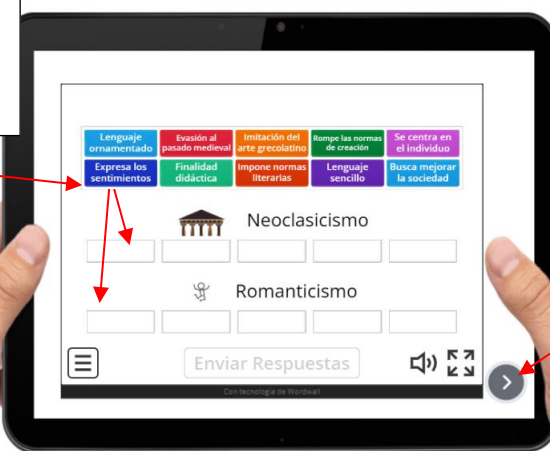 Lenguaje ornamentado
Evasión al pasado medieval
Imitación del arte grecolatino
Rompe las normas de creación
Se centra en el individuo
Expresa los sentimientos
Finalidad didáctica
Impone normas literarias
Lenguaje sencillo
Busca mejorar la sociedad
Neoclasicismo
Romanticismo
Enviar Respuestas
Con tecnología de Wordwall